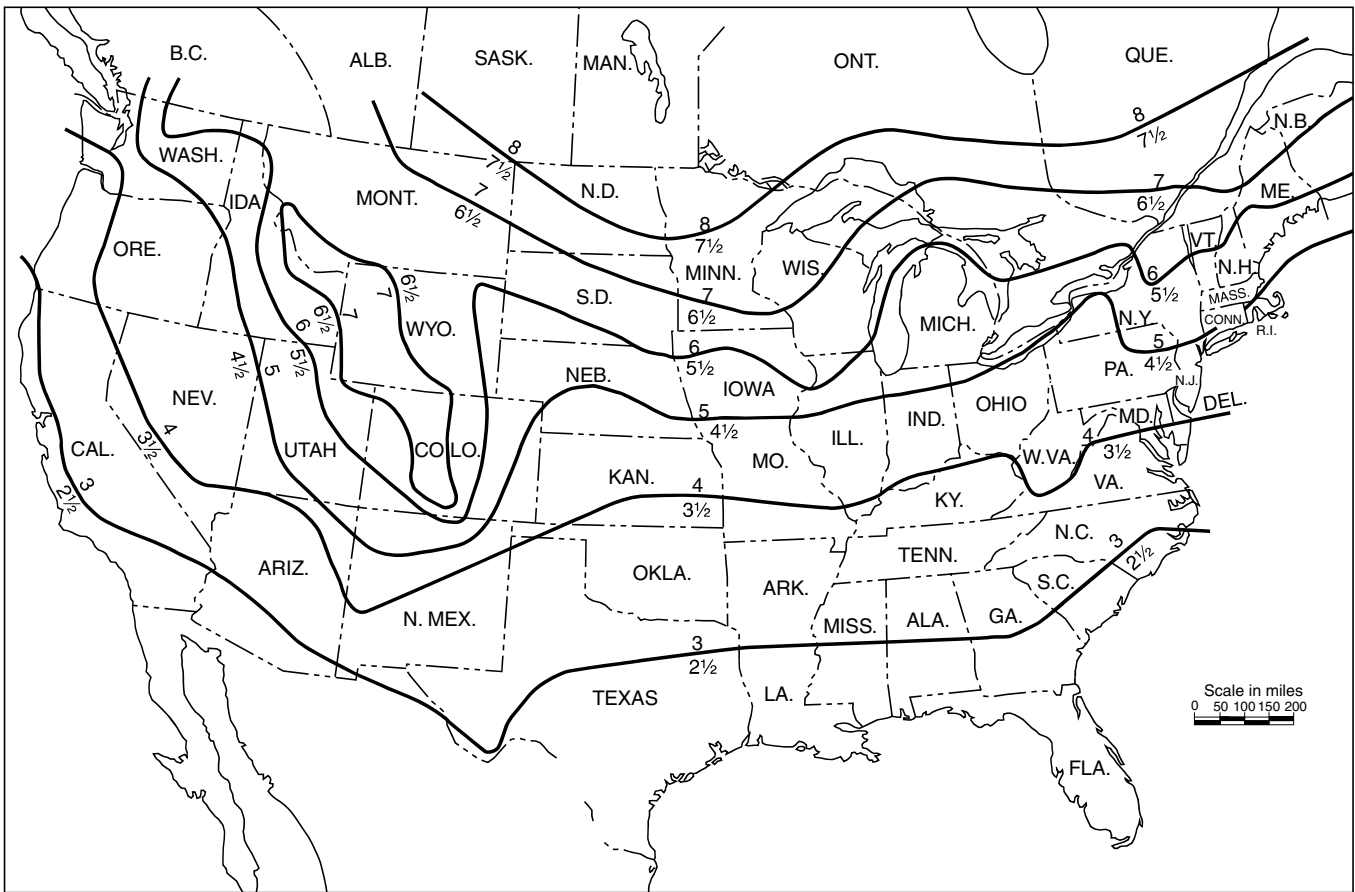 B.C.
ALB.
SASK.
MAN.
ONT.
QUE.
8
7½
N.B.
WASH.
8
7½
IDA.
MONT.
7
6½
N.D.
7
6½
ME.
ORE.
8
7½
VT.
N.H.
MINN.
WIS.
6
5½
6½
7
S.D.
7
6½
MASS.
6½
7
WYO.
MICH.
N.Y.
CONN.
R.I.
6
5½
6
5½
5
4½
4½
5
NEB.
IOWA
PA.
N.J.
NEV.
OHIO
DEL.
4
3½
5
4½
IND.
MD.
CAL.
UTAH
COLO.
ILL.
4
3½
MO.
W.VA.
KAN.
VA.
3
2½
4
3½
KY.
N.C.
3
2½
ARIZ.
OKLA.
TENN.
ARK.
S.C.
N. MEX.
MISS.
ALA.
GA.
3
2½
TEXAS
LA.
Scale in miles
0 50 100 150 200
FLA.